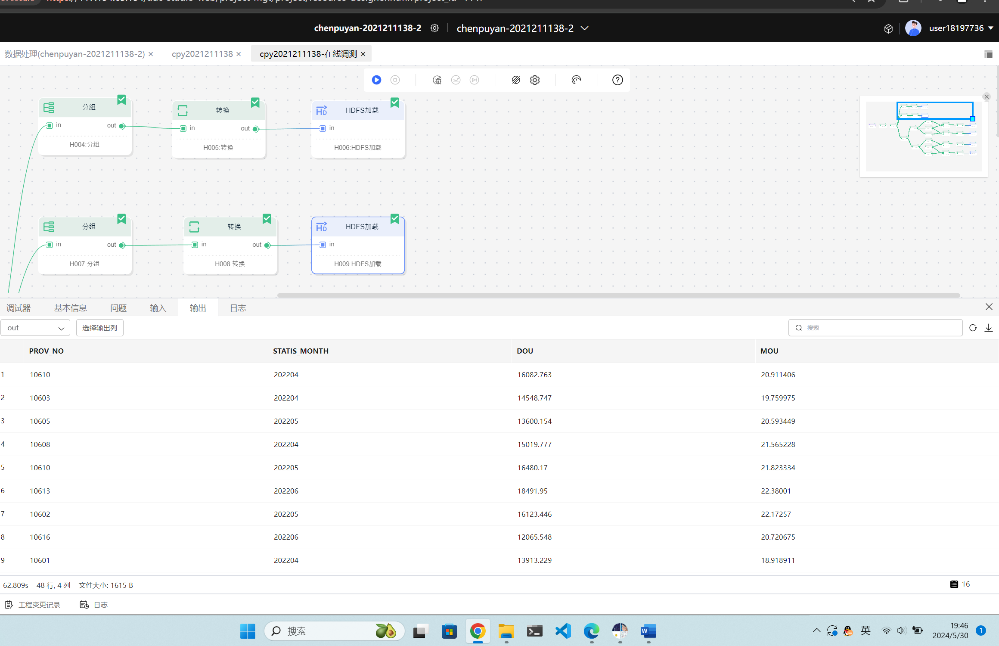 chenpuyan-2021211138-2 chenpuyan-2021211138-2 user18197736
数据处理(chenpuyan-2021211138-2) × cpy2021211138 × cpy2021211138-在线调测 ×
分组 转换 HDFS加载
in out in out in
H004:分组 H005:转换 H006:HDFS加载
分组 转换 HDFS加载
in out in out in
H007:分组 H008:转换 H009:HDFS加载
调试器 基本信息 问题 输入 输出 日志
out 选择输出列 搜索
PROV_NO STATIS_MONTH DOU MOU
1 10610 202204 16082.763 20.911406
2 10603 202204 14548.747 19.759975
3 10605 202205 13600.154 20.593449
4 10608 202204 15019.777 21.565228
5 10610 202205 16480.17 21.823334
6 10613 202206 18491.95 22.38001
7 10602 202205 16123.446 22.17257
8 10616 202206 12065.548 20.720675
9 10601 202204 13913.229 18.918911
62.809s 48 行, 4 列 文件大小: 1615 B 16
工程变更记录 日志
搜索 英 19:46
2024/5/30 1